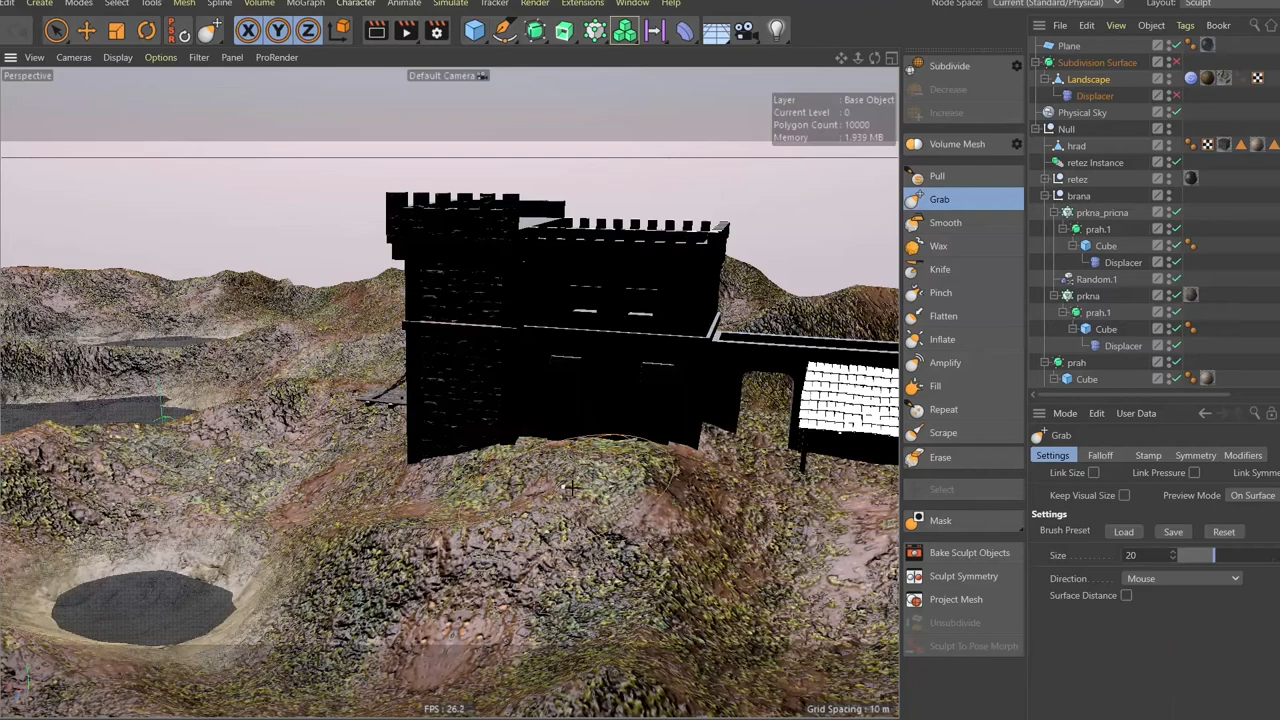 Edit Create Modes Select Mesh Spline Volume MoGraph Character Animate Simulate Tracker Render Extensions Window Help
Node Space: Current (Standard/Physical) Layout: Sculpt
P
S
R
X Y Z
File Edit View Object Tags Bookr
View Cameras Display Options Filter Panel ProRender
Perspective
Default Camera
Layer : Base Object
Current Level : 0
Polygon Count : 10000
Memory : 1.939 MB
FPS : 26.2
Grid Spacing : 10 m
Subdivide
Decrease
Increase
Volume Mesh
Pull
Grab
Smooth
Wax
Knife
Pinch
Flatten
Inflate
Amplify
Fill
Repeat
Scrape
Erase
Select
Mask
Bake Sculpt Objects
Sculpt Symmetry
Project Mesh
Unsubdivide
Sculpt To Pose Morph
Plane
Subdivision Surface
Landscape
Displacer
Physical Sky
Null
hrad
retez Instance
retez
brana
prkna_pricna
prah.1
Cube
Displacer
Random.1
prkna
prah.1
Cube
Displacer
prah
Cube
Mode Edit User Data
Grab
Settings Falloff Stamp Symmetry Modifiers
Link Size Link Pressure Link Symme
Keep Visual Size Preview Mode On Surface
Settings
Brush Preset Load Save Reset
Size 20
Direction Mouse
Surface Distance